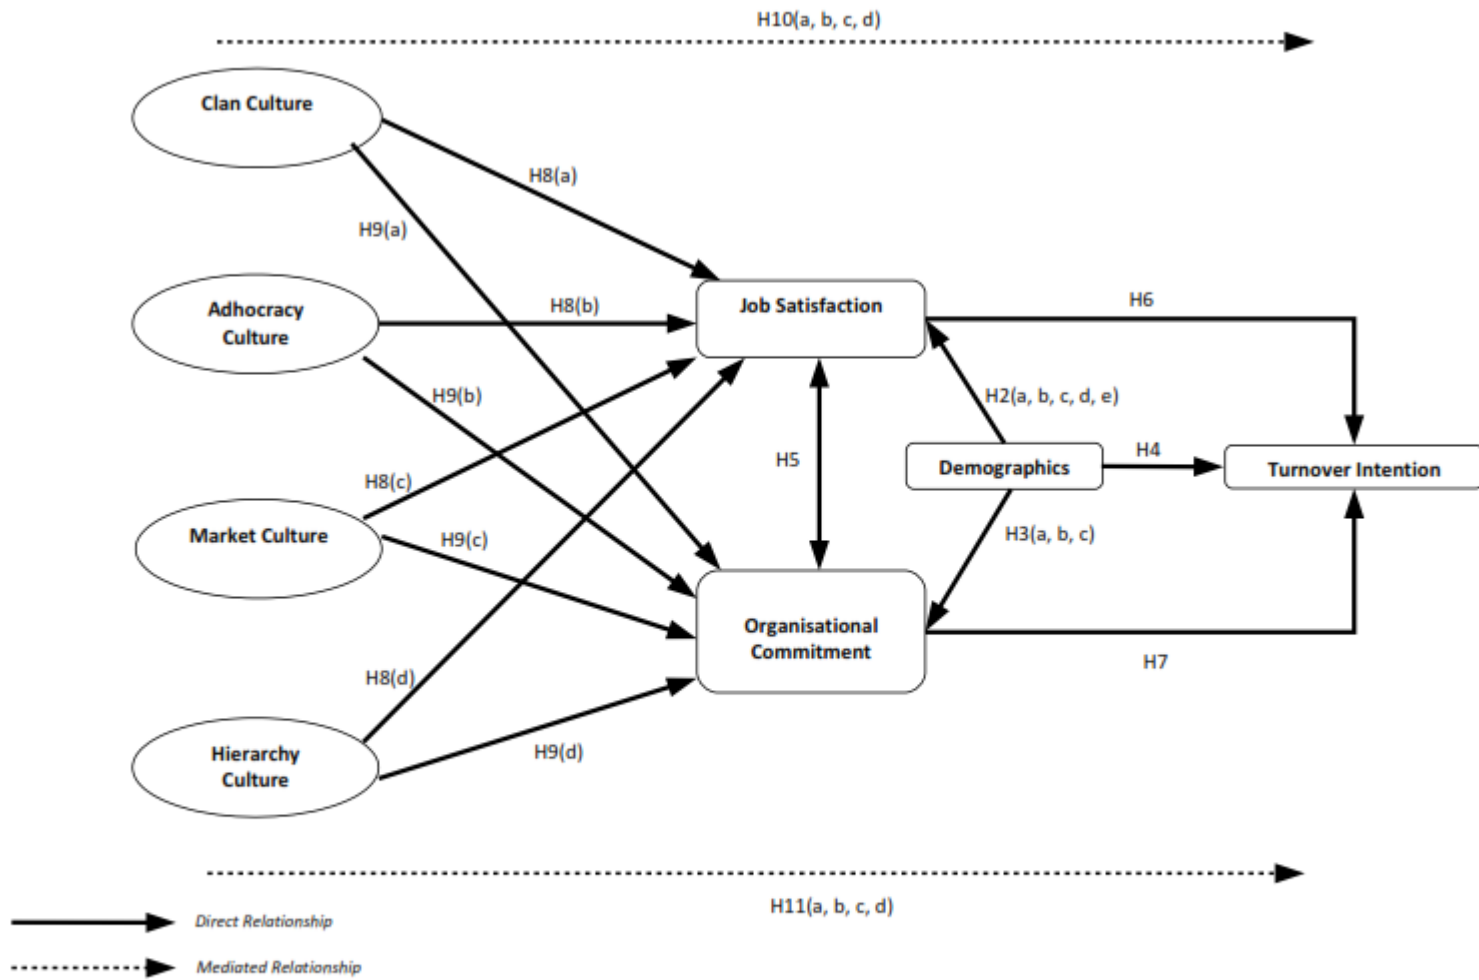 H10(a, b, c, d)
Clan Culture
H8(a)
H9(a)
Adhocracy
Culture
H8(b)
Job Satisfaction
H6
H9(b)
H2(a, b, c, d, e)
H5
Demographics
H4
Turnover Intention
H8(c)
Market Culture
H9(c)
H3(a, b, c)
Organisational
Commitment
H7
H8(d)
Hierarchy
Culture
H9(d)
H11(a, b, c, d)
Direct Relationship
Mediated Relationship